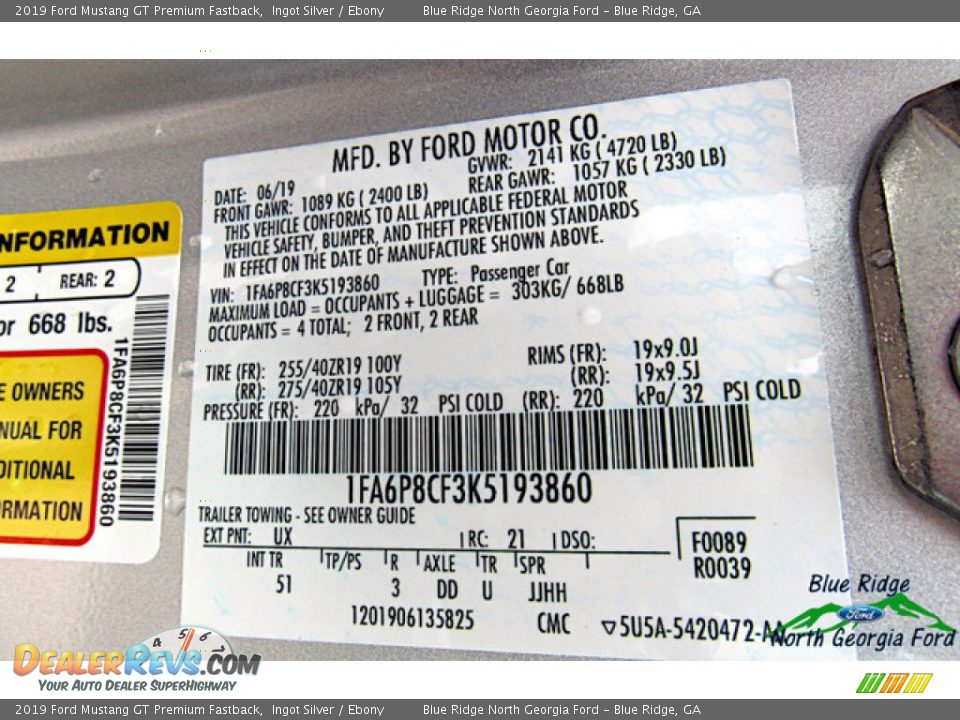 2019 Ford Mustang GT Premium Fastback, Ingot Silver / Ebony Blue Ridge North Georgia Ford - Blue Ridge, GA
MFD. BY FORD MOTOR CO.
DATE: 06/19 GVWR: 2141 KG ( 4720 LB)
FRONT GAWR: 1089 KG ( 2400 LB) REAR GAWR: 1057 KG ( 2330 LB)
THIS VEHICLE CONFORMS TO ALL APPLICABLE FEDERAL MOTOR
VEHICLE SAFETY, BUMPER, AND THEFT PREVENTION STANDARDS
IN EFFECT ON THE DATE OF MANUFACTURE SHOWN ABOVE.
VIN: 1FA6P8CF3K5193860 TYPE: Passenger Car
MAXIMUM LOAD = OCCUPANTS + LUGGAGE = 303KG/ 668LB
OCCUPANTS = 4 TOTAL; 2 FRONT, 2 REAR
TIRE (FR): 255/40ZR19 100Y RIMS (FR): 19x9.0J
(RR): 275/40ZR19 105Y (RR): 19x9.5J
PRESSURE (FR): 220 kPa/ 32 PSI COLD (RR): 220 kPa/ 32 PSI COLD
1FA6P8CF3K5193860
TRAILER TOWING - SEE OWNER GUIDE
EXT PNT: UX RC: 21 DSO: F0089
R0039
INT TR TP/PS R AXLE TR SPR
51 3 DD U JJHH
1201906135825 CMC ▽5U5A-5420472-AA
NFORMATION
2 REAR: 2
or 668 lbs.
E OWNERS
NUAL FOR
DITIONAL
RMATION
1FA6P8CF3K5193860
Blue Ridge
Ford
North Georgia Ford
4 5 6
DEALERREVS.COM
YOUR AUTO DEALER SUPERHIGHWAY
2019 Ford Mustang GT Premium Fastback, Ingot Silver / Ebony Blue Ridge North Georgia Ford - Blue Ridge, GA